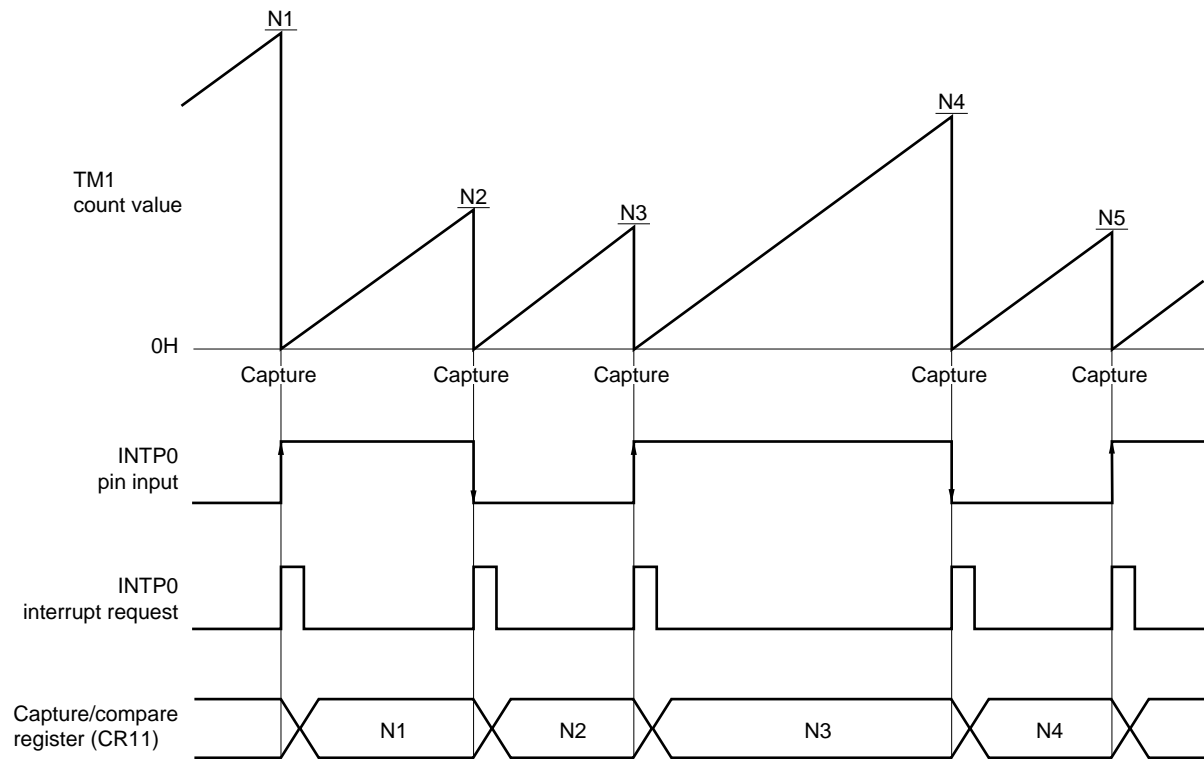 N1
N4
TM1
count value
N2
N3
N5
0H
Capture
Capture
Capture
Capture
Capture
INTP0
pin input
INTP0
interrupt request
Capture/compare
register (CR11)
N1
N2
N3
N4